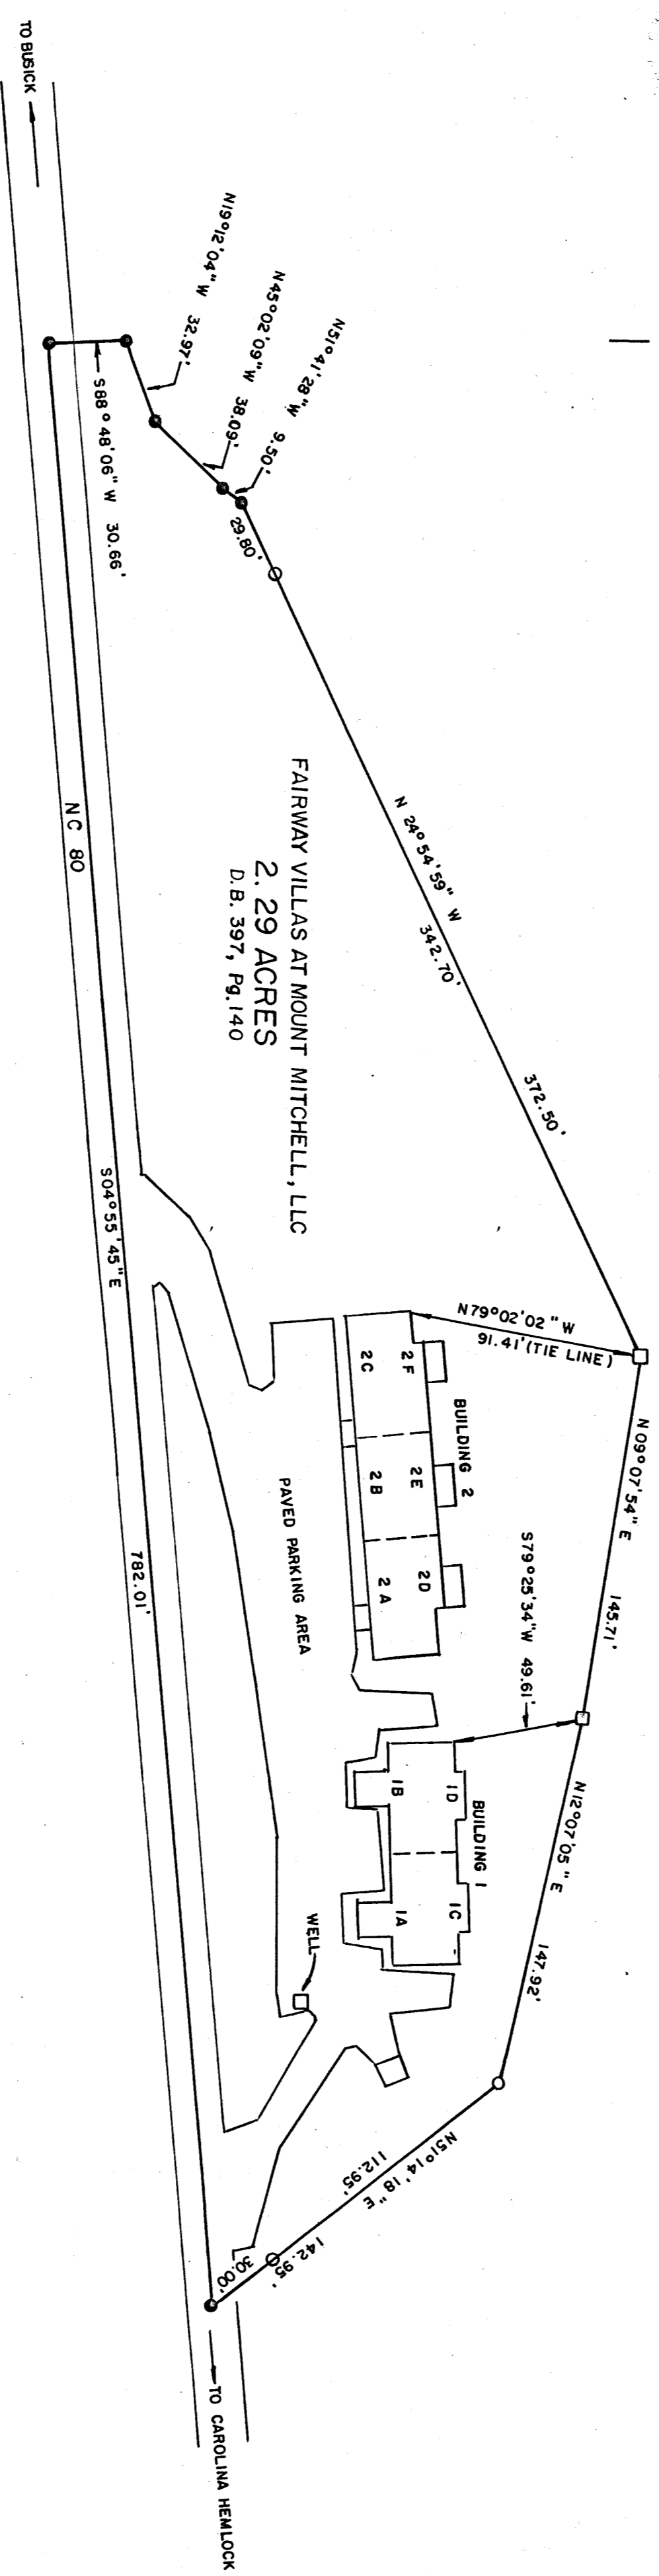 TO BUSICK
N19°12'04" W 32.97'
N45°02'09" W 38.09'
N51°41'28" W 9.50'
29.80'
S88°48'06" W 30.66'
N 24°54'59" W
342.70'
372.50'
FAIRWAY VILLAS AT MOUNT MITCHELL, LLC
2.29 ACRES
D.B. 397, Pg.140
NC 80
S04°55'45"E
782.01'
N79°02'02" W
91.41'(TIE LINE)
N09°07'54" E
145.71'
BUILDING 2
2F
2E
2D
2C
2B
2A
PAVED PARKING AREA
S79°25'34"W 49.61'
N12°07'05"E
147.92'
BUILDING 1
1D
1C
1B
1A
WELL
N51°14'18"E
112.95'
142.95'
30.00'
TO CAROLINA HEMLOCK